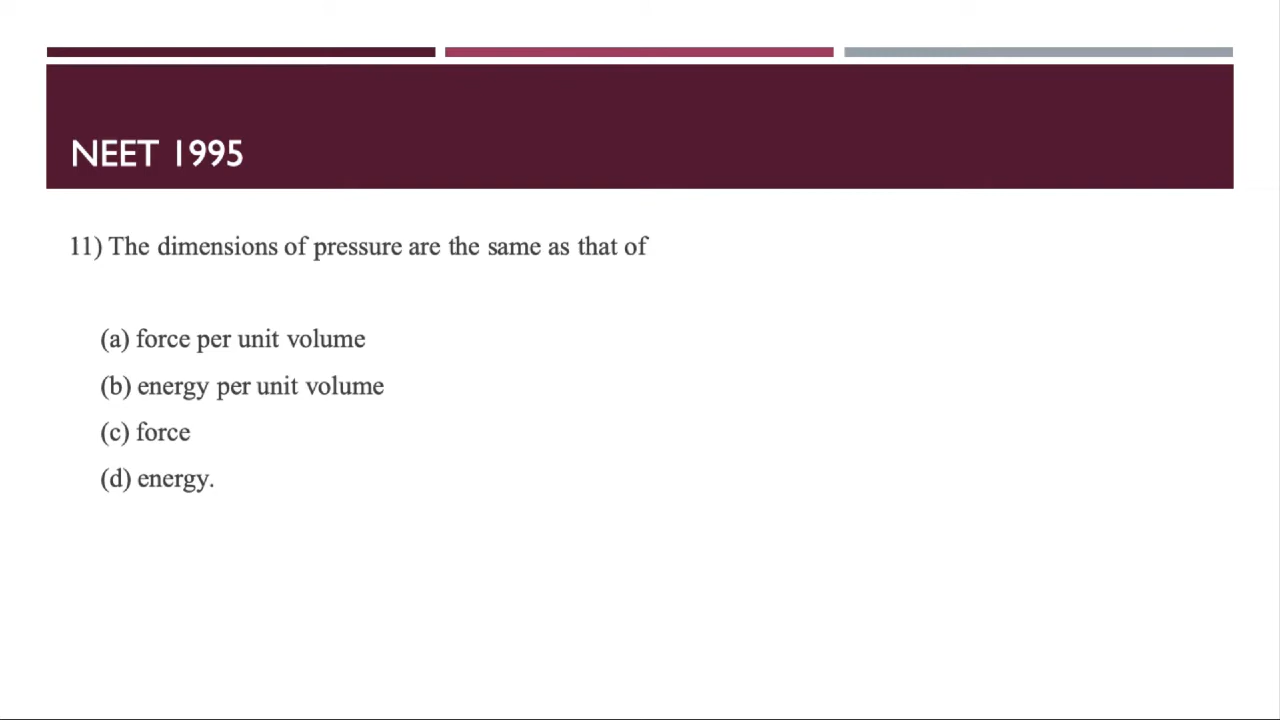 NEET 1995
11) The dimensions of pressure are the same as that of
(a) force per unit volume
(b) energy per unit volume
(c) force
(d) energy.